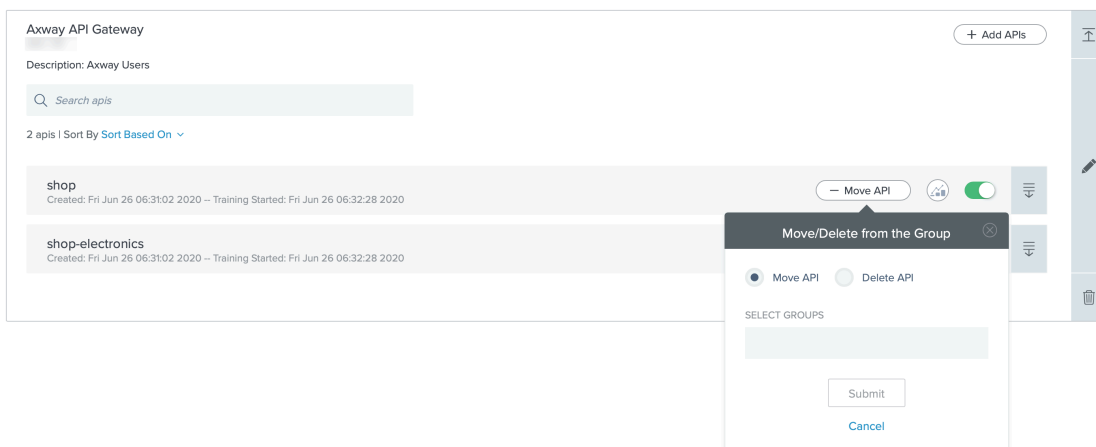 Axway API Gateway
+ Add APIs
Description: Axway Users
Search apis
2 apis | Sort By Sort Based On
shop
Created: Fri Jun 26 06:31:02 2020 -- Training Started: Fri Jun 26 06:32:28 2020
− Move API
shop-electronics
Created: Fri Jun 26 06:31:02 2020 -- Training Started: Fri Jun 26 06:32:28 2020
Move/Delete from the Group
Move API Delete API
SELECT GROUPS
Submit
Cancel